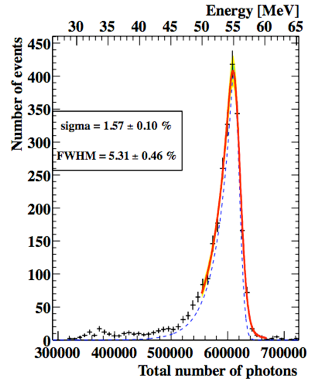 Energy [MeV]
30 35 40 45 50 55 60 65
Number of events
450
400
350
300
250
200
150
100
50
0
sigma = 1.57 ± 0.10 %
FWHM = 5.31 ± 0.46 %
300000 400000 500000 600000 700000
Total number of photons